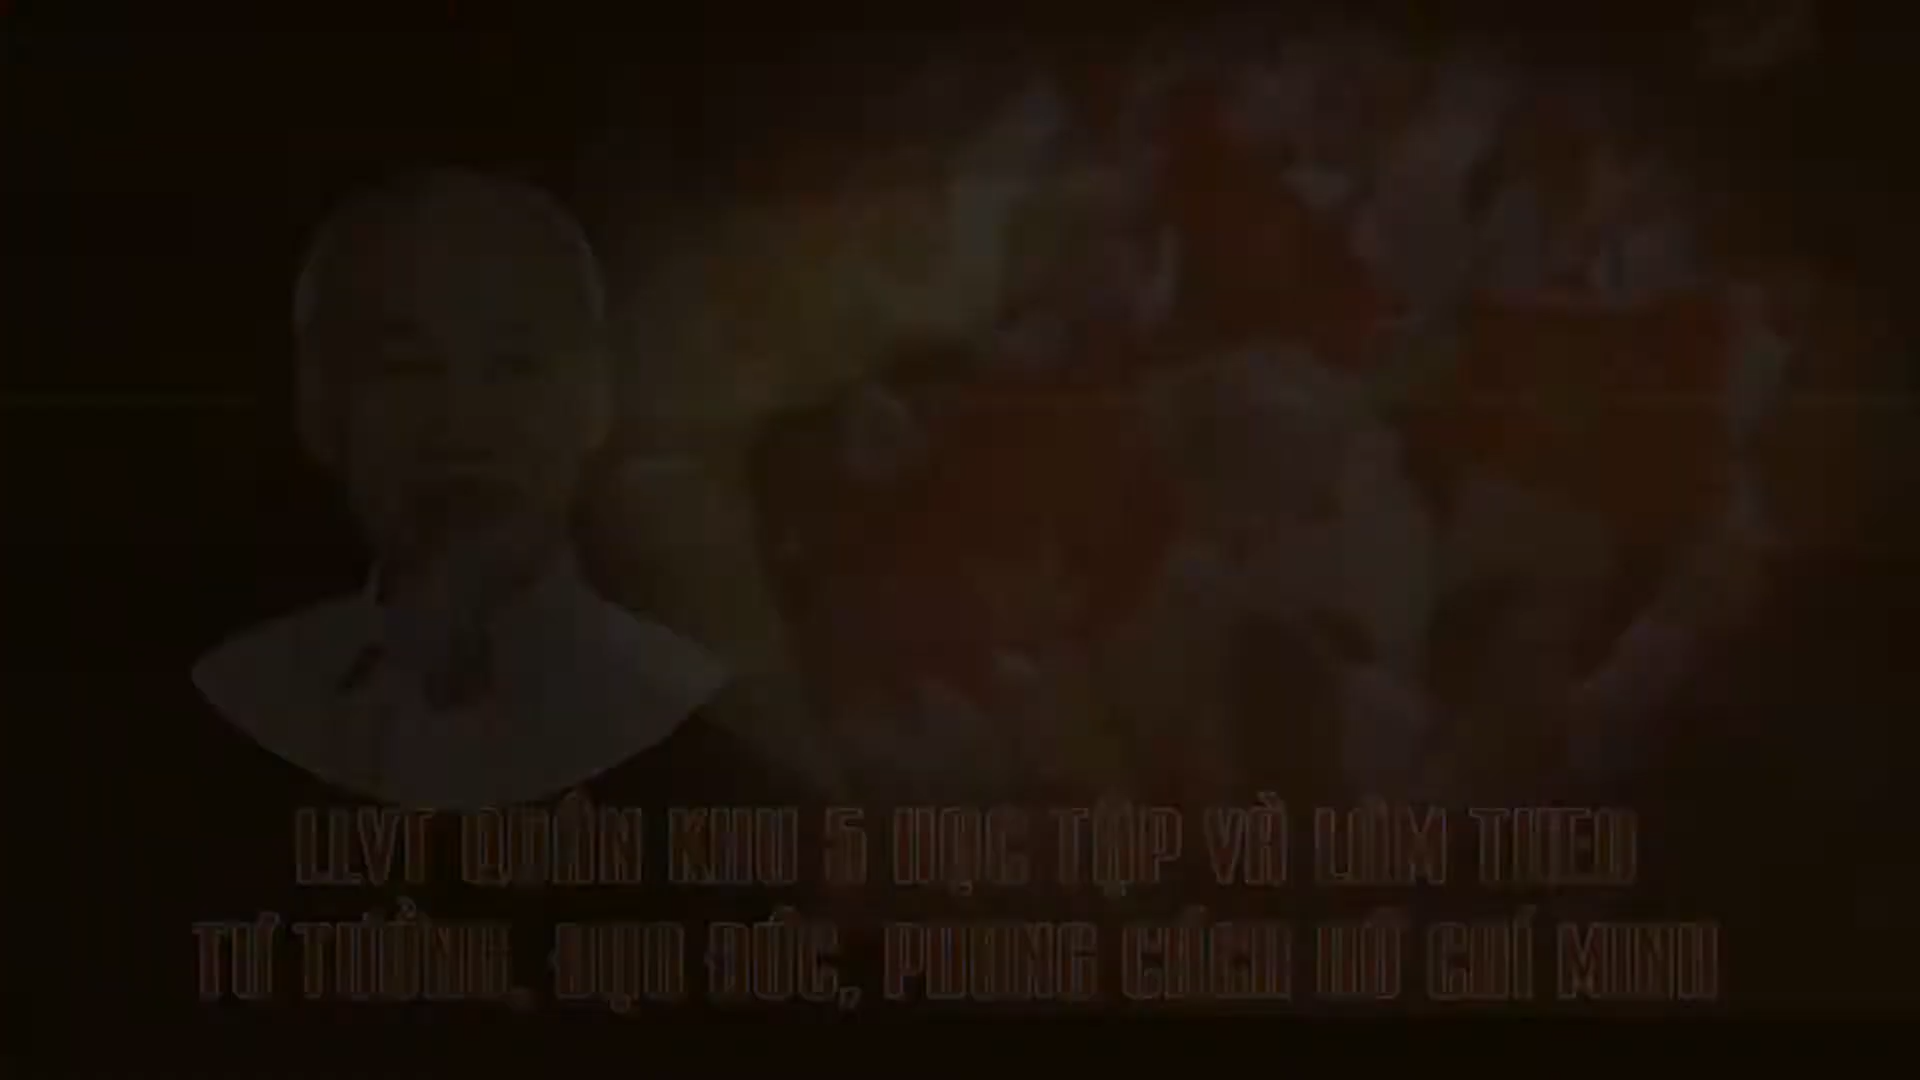 LLVT QUÂN KHU 5 HỌC TẬP VÀ LÀM THEO
TƯ TƯỞNG, ĐẠO ĐỨC, PHONG CÁCH HỒ CHÍ MINH